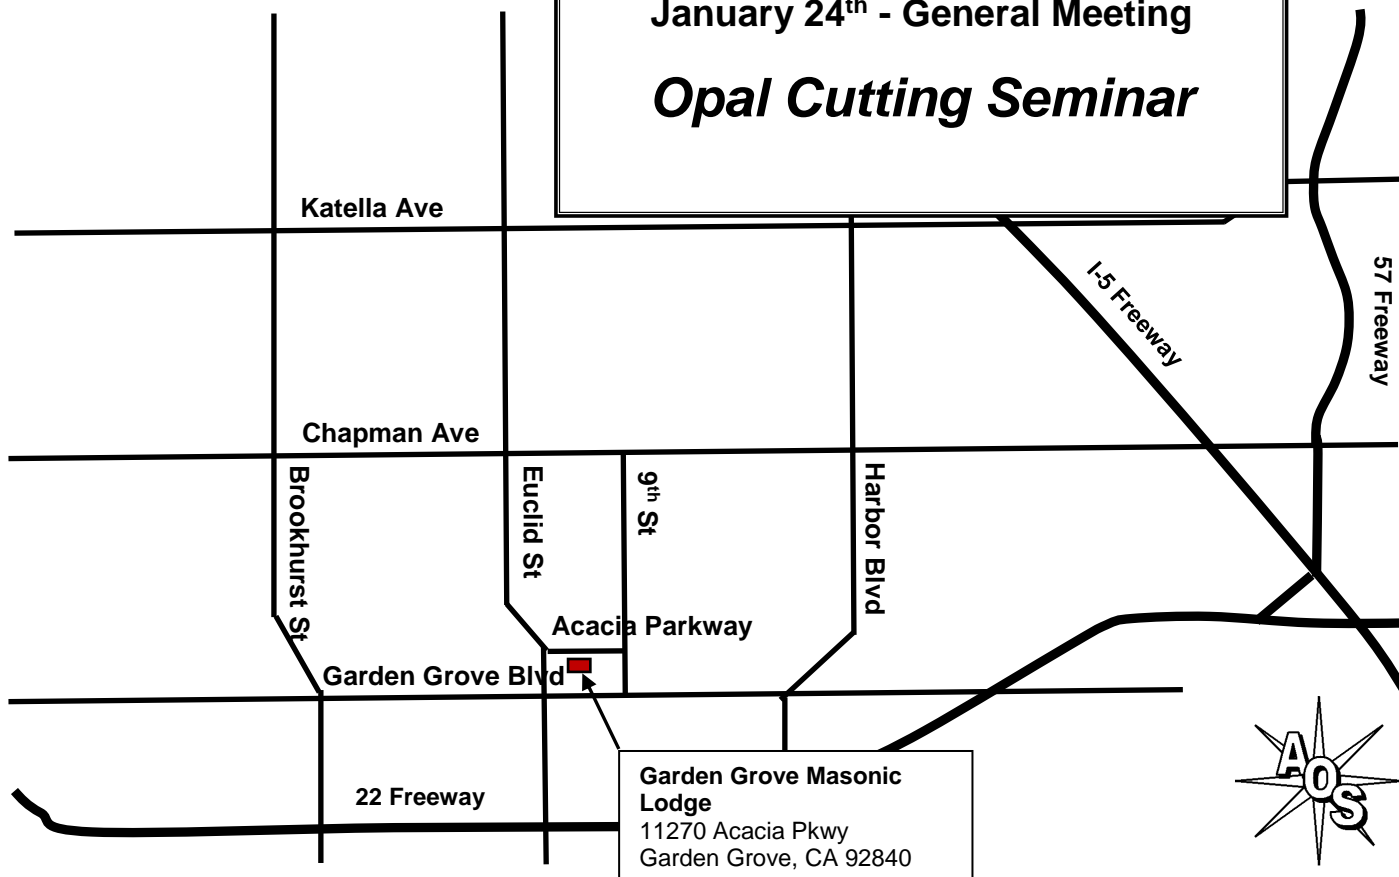 January 24th - General Meeting
Opal Cutting Seminar
Katella Ave
I-5 Freeway
57 Freeway
Chapman Ave
Brookhurst St
Euclid St
9th St
Harbor Blvd
Acacia Parkway
Garden Grove Blvd
22 Freeway
Garden Grove Masonic
Lodge
11270 Acacia Pkwy
Garden Grove, CA 92840
AOS